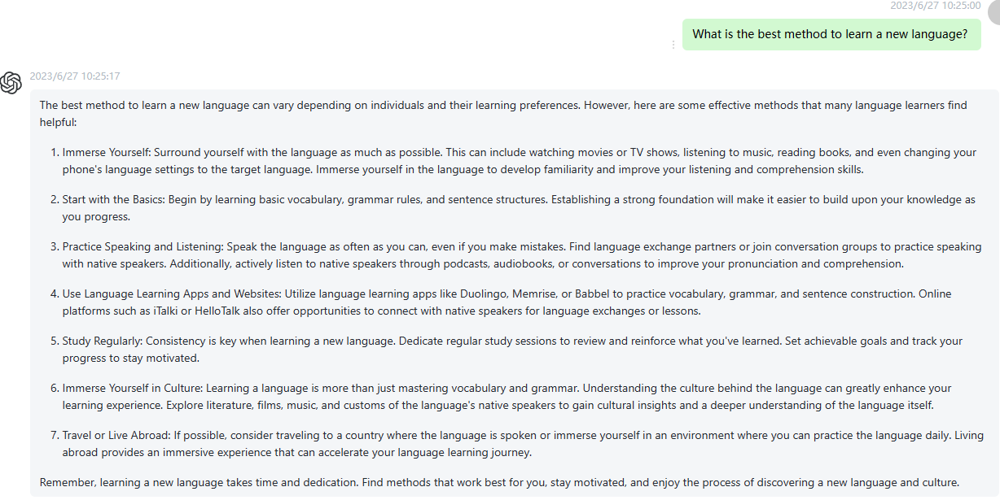 2023/6/27 10:25:00
What is the best method to learn a new language?
2023/6/27 10:25:17
The best method to learn a new language can vary depending on individuals and their learning preferences. However, here are some effective methods that many language learners find
helpful:
1. Immerse Yourself: Surround yourself with the language as much as possible. This can include watching movies or TV shows, listening to music, reading books, and even changing your
phone's language settings to the target language. Immerse yourself in the language to develop familiarity and improve your listening and comprehension skills.
2. Start with the Basics: Begin by learning basic vocabulary, grammar rules, and sentence structures. Establishing a strong foundation will make it easier to build upon your knowledge as
you progress.
3. Practice Speaking and Listening: Speak the language as often as you can, even if you make mistakes. Find language exchange partners or join conversation groups to practice speaking
with native speakers. Additionally, actively listen to native speakers through podcasts, audiobooks, or conversations to improve your pronunciation and comprehension.
4. Use Language Learning Apps and Websites: Utilize language learning apps like Duolingo, Memrise, or Babbel to practice vocabulary, grammar, and sentence construction. Online
platforms such as iTalki or HelloTalk also offer opportunities to connect with native speakers for language exchanges or lessons.
5. Study Regularly: Consistency is key when learning a new language. Dedicate regular study sessions to review and reinforce what you've learned. Set achievable goals and track your
progress to stay motivated.
6. Immerse Yourself in Culture: Learning a language is more than just mastering vocabulary and grammar. Understanding the culture behind the language can greatly enhance your
learning experience. Explore literature, films, music, and customs of the language's native speakers to gain cultural insights and a deeper understanding of the language itself.
7. Travel or Live Abroad: If possible, consider traveling to a country where the language is spoken or immerse yourself in an environment where you can practice the language daily. Living
abroad provides an immersive experience that can accelerate your language learning journey.
Remember, learning a new language takes time and dedication. Find methods that work best for you, stay motivated, and enjoy the process of discovering a new language and culture.